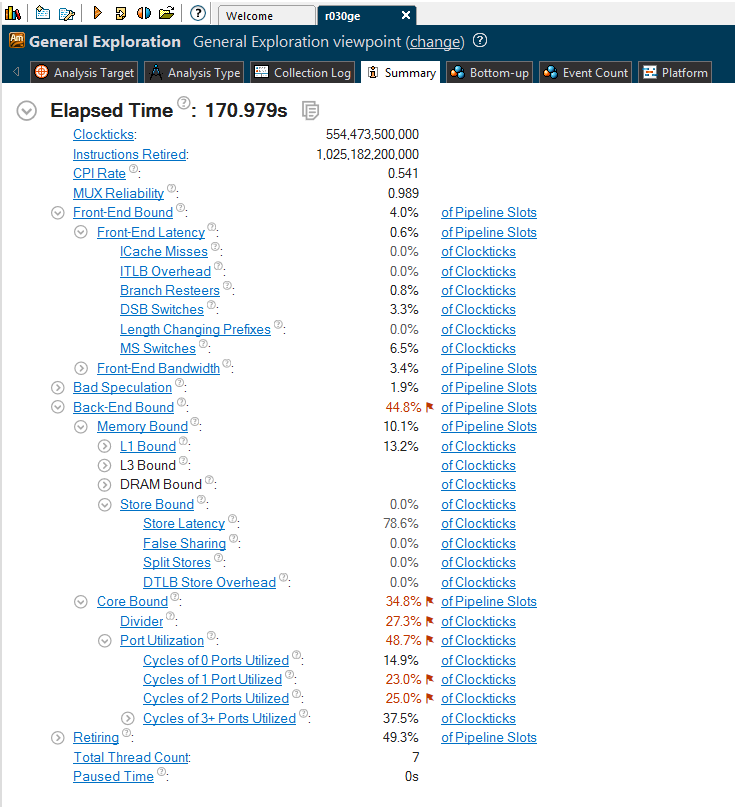 Welcome r030ge
General Exploration General Exploration viewpoint (change) ?
Analysis Target Analysis Type Collection Log Summary Bottom-up Event Count Platform
Elapsed Time ?: 170.979s
Clockticks: 554,473,500,000
Instructions Retired: 1,025,182,200,000
CPI Rate ?: 0.541
MUX Reliability ?: 0.989
Front-End Bound ?: 4.0% of Pipeline Slots
Front-End Latency ?: 0.6% of Pipeline Slots
ICache Misses ?: 0.0% of Clockticks
ITLB Overhead ?: 0.0% of Clockticks
Branch Resteers ?: 0.8% of Clockticks
DSB Switches ?: 3.3% of Clockticks
Length Changing Prefixes ?: 0.0% of Clockticks
MS Switches ?: 6.5% of Clockticks
Front-End Bandwidth ?: 3.4% of Pipeline Slots
Bad Speculation ?: 1.9% of Pipeline Slots
Back-End Bound ?: 44.8% of Pipeline Slots
Memory Bound ?: 10.1% of Pipeline Slots
L1 Bound ?: 13.2% of Clockticks
L3 Bound ?: of Clockticks
DRAM Bound ?: of Clockticks
Store Bound ?: 0.0% of Clockticks
Store Latency ?: 78.6% of Clockticks
False Sharing ?: 0.0% of Clockticks
Split Stores ?: 0.0% of Clockticks
DTLB Store Overhead ?: 0.0% of Clockticks
Core Bound ?: 34.8% of Pipeline Slots
Divider ?: 27.3% of Clockticks
Port Utilization ?: 48.7% of Clockticks
Cycles of 0 Ports Utilized ?: 14.9% of Clockticks
Cycles of 1 Port Utilized ?: 23.0% of Clockticks
Cycles of 2 Ports Utilized ?: 25.0% of Clockticks
Cycles of 3+ Ports Utilized ?: 37.5% of Clockticks
Retiring ?: 49.3% of Pipeline Slots
Total Thread Count: 7
Paused Time ?: 0s